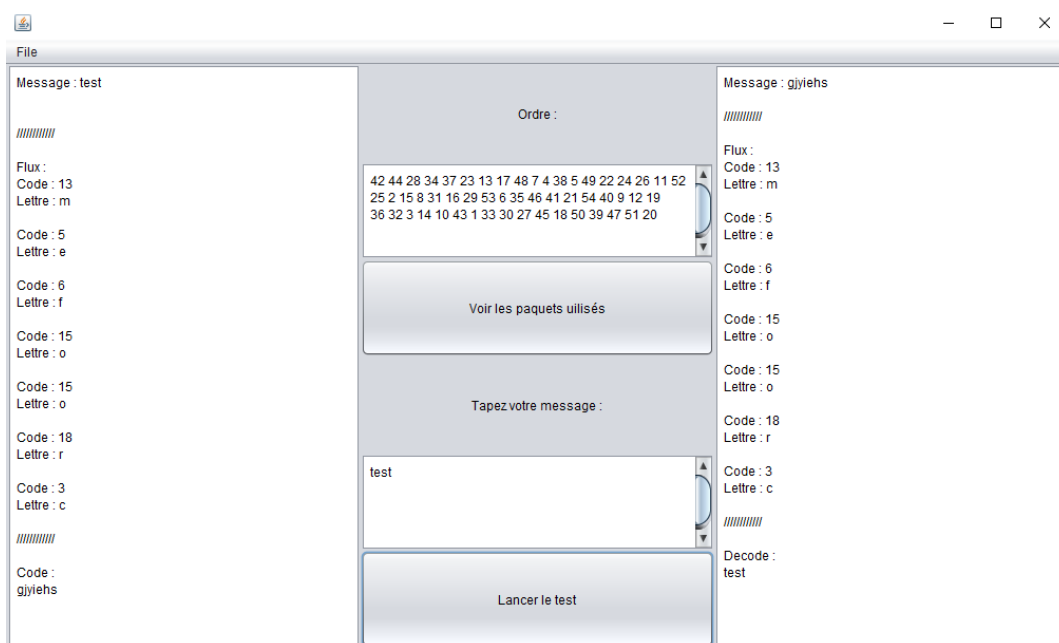 File
Message : test
////////////
Flux :
Code : 13
Lettre : m
Code : 5
Lettre : e
Code : 6
Lettre : f
Code : 15
Lettre : o
Code : 15
Lettre : o
Code : 18
Lettre : r
Code : 3
Lettre : c
////////////
Code :
gjyiehs
Ordre :
42 44 28 34 37 23 13 17 48 7 4 38 5 49 22 24 26 11 52
25 2 15 8 31 16 29 53 6 35 46 41 21 54 40 9 12 19
36 32 3 14 10 43 1 33 30 27 45 18 50 39 47 51 20
Voir les paquets uilisés
Tapez votre message :
test
Lancer le test
Message : gjyiehs
////////////
Flux :
Code : 13
Lettre : m
Code : 5
Lettre : e
Code : 6
Lettre : f
Code : 15
Lettre : o
Code : 15
Lettre : o
Code : 18
Lettre : r
Code : 3
Lettre : c
////////////
Decode :
test